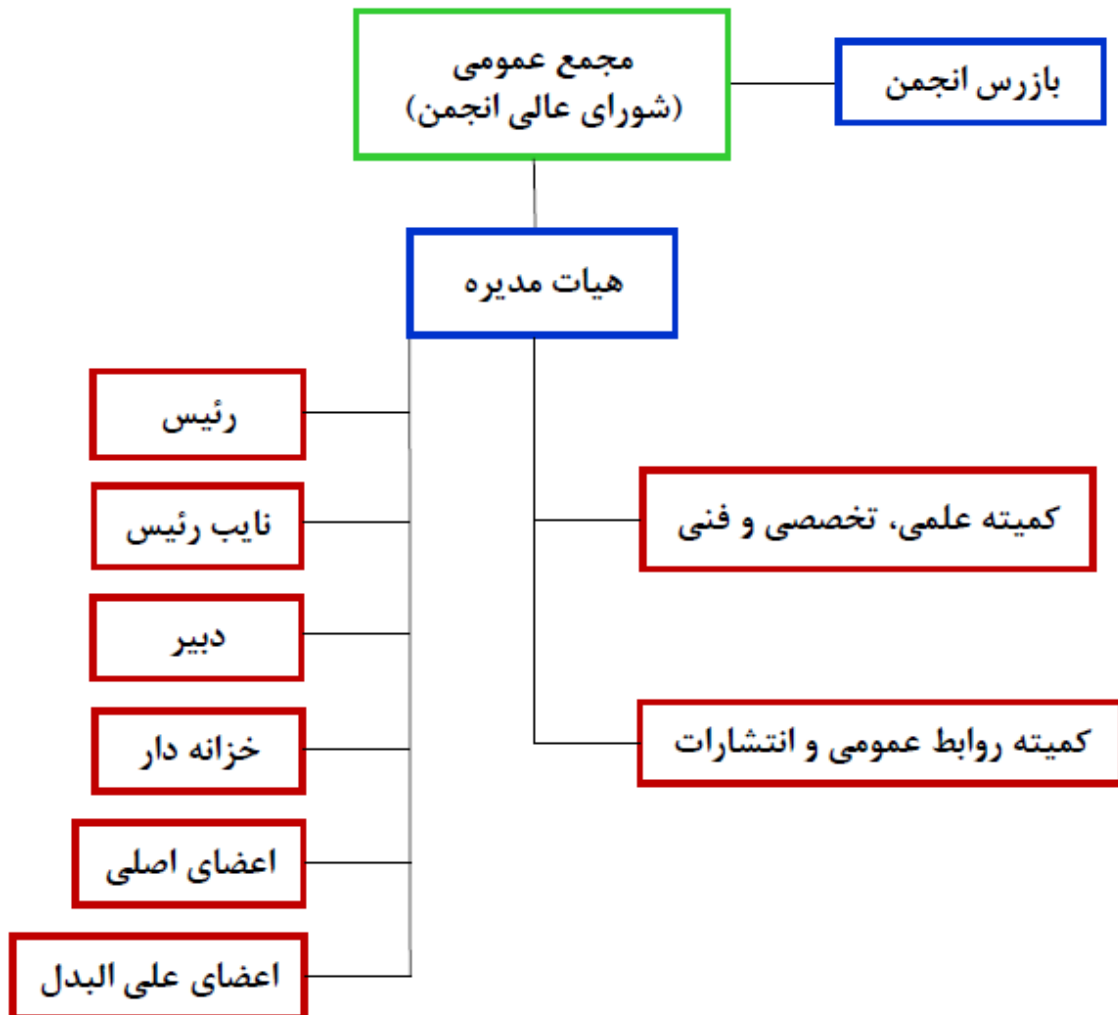 مجمع عمومی
(شورای عالی انجمن)
بازرس انجمن
هیات مدیره
رئیس
نایب رئیس
دبیر
خزانه دار
اعضای اصلی
اعضای علی البدل
کمیته علمی، تخصصی و فنی
کمیته روابط عمومی و انتشارات